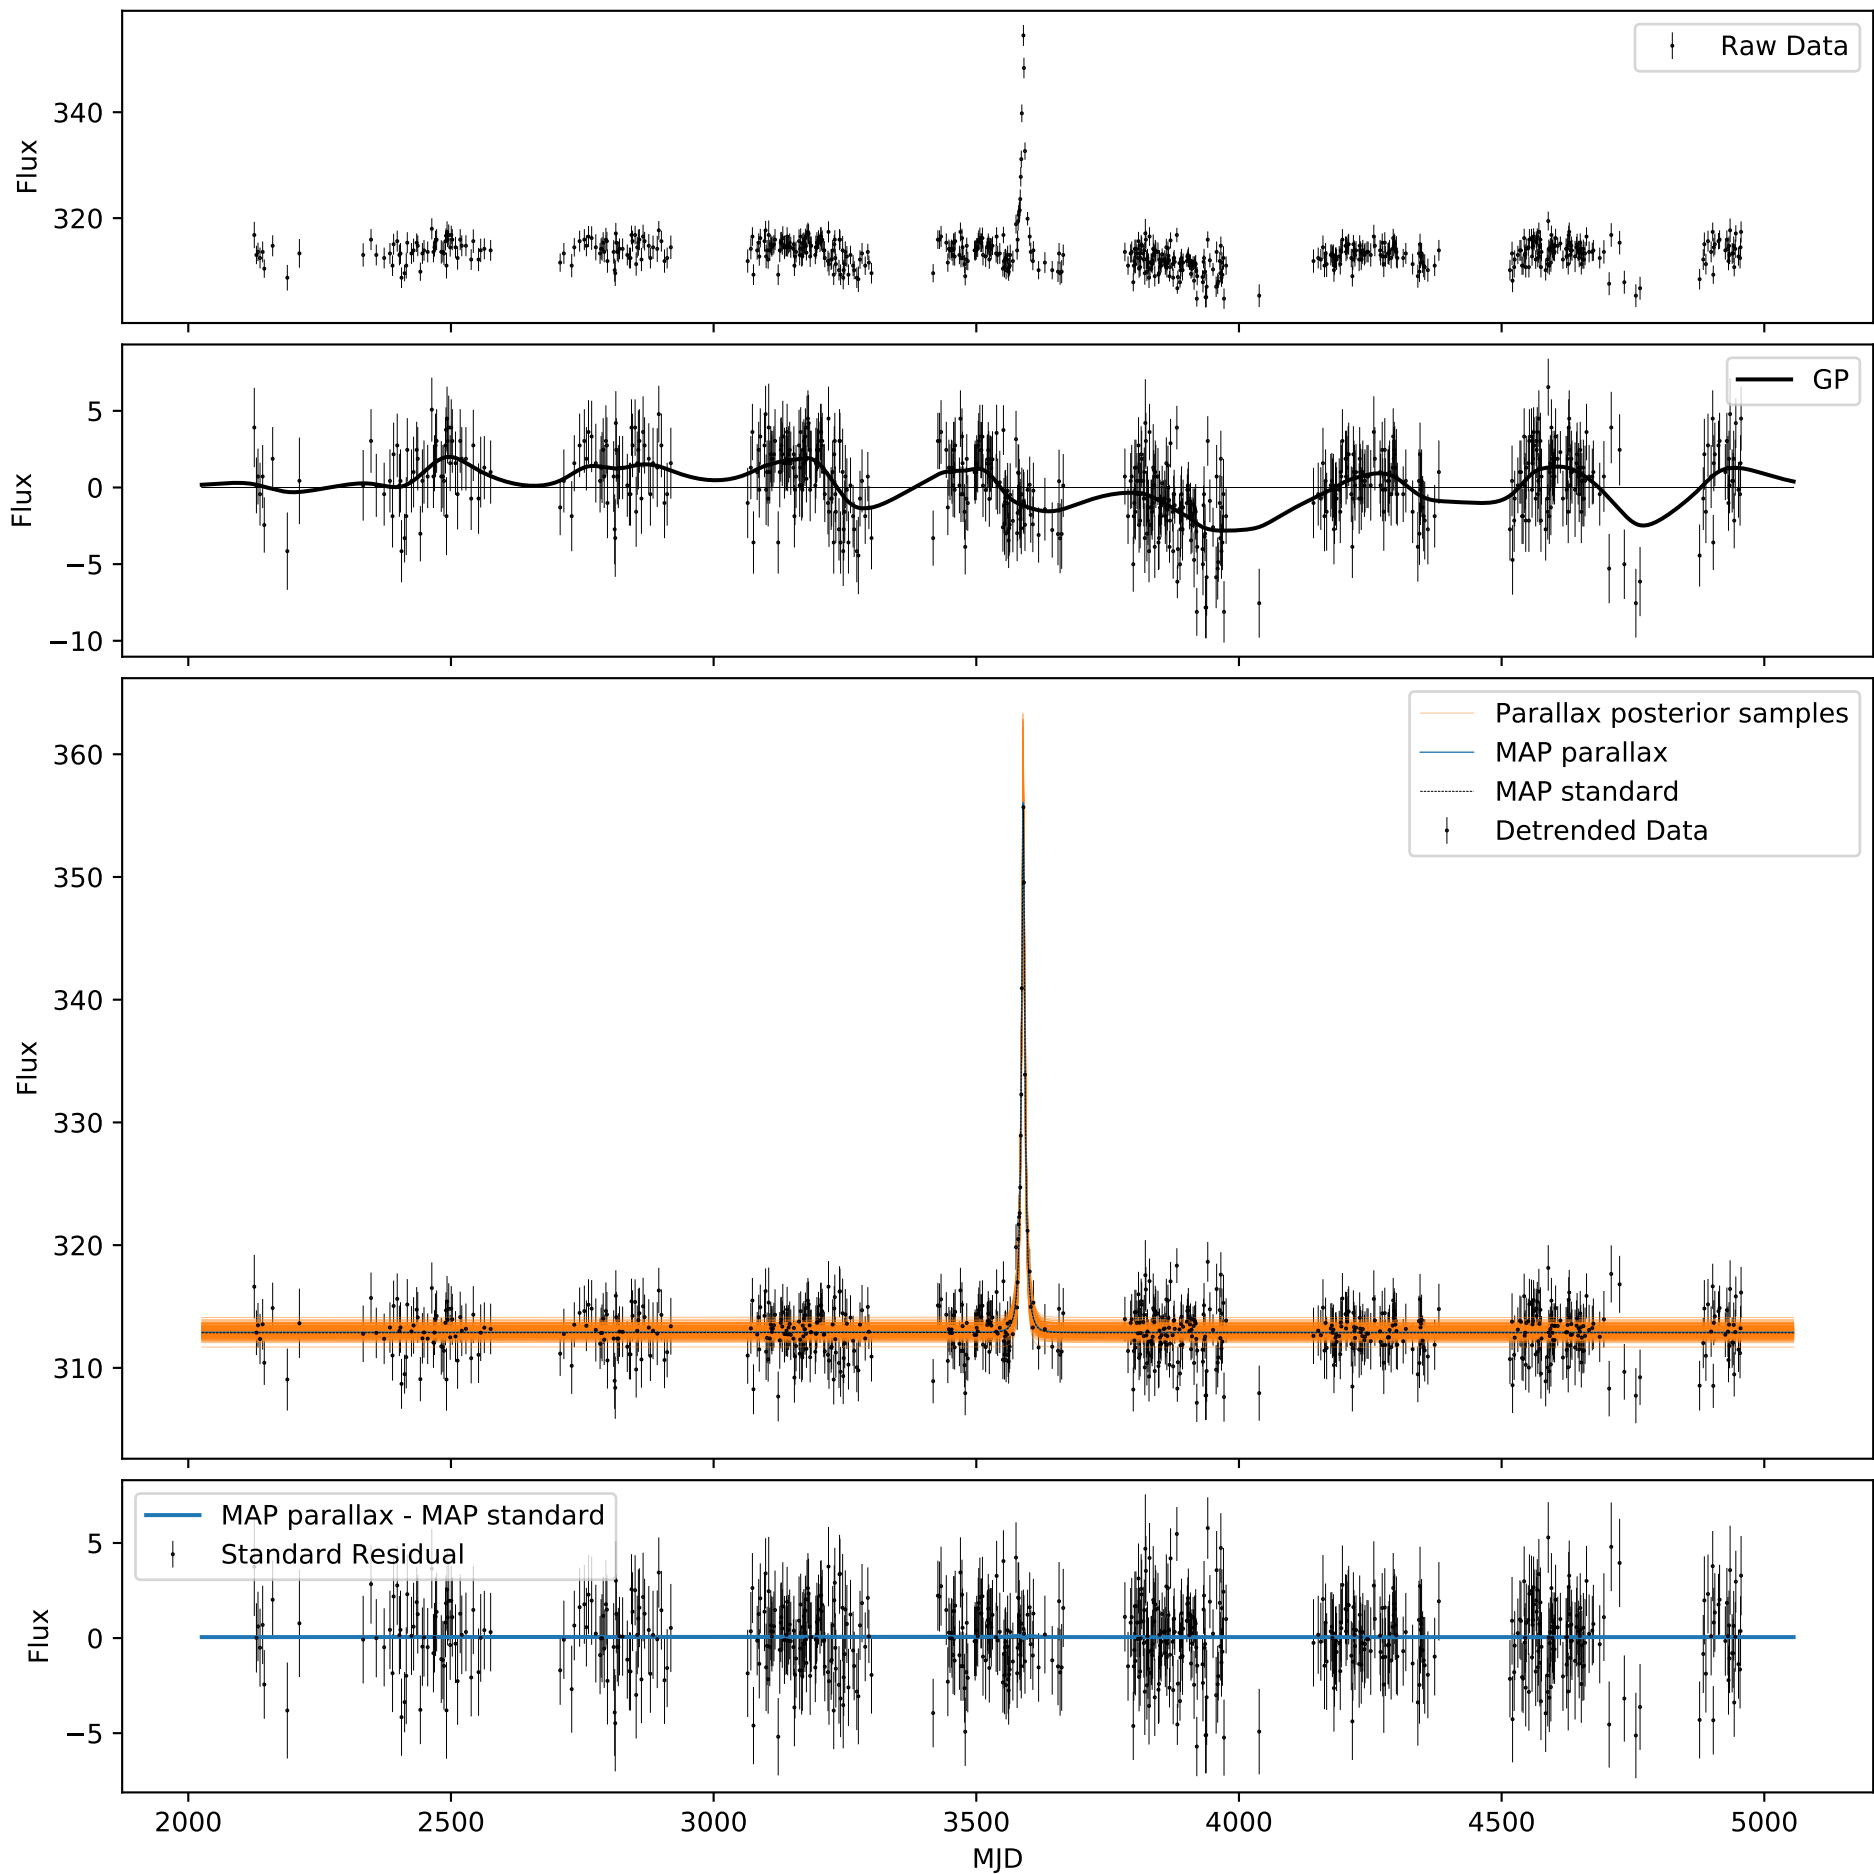 Raw Data
340
320
Flux
GP
5
0
−5
−10
Flux
Parallax posterior samples
MAP parallax
MAP standard
Detrended Data
360
350
340
330
320
310
Flux
MAP parallax - MAP standard
Standard Residual
5
0
−5
Flux
2000 2500 3000 3500 4000 4500 5000
MJD